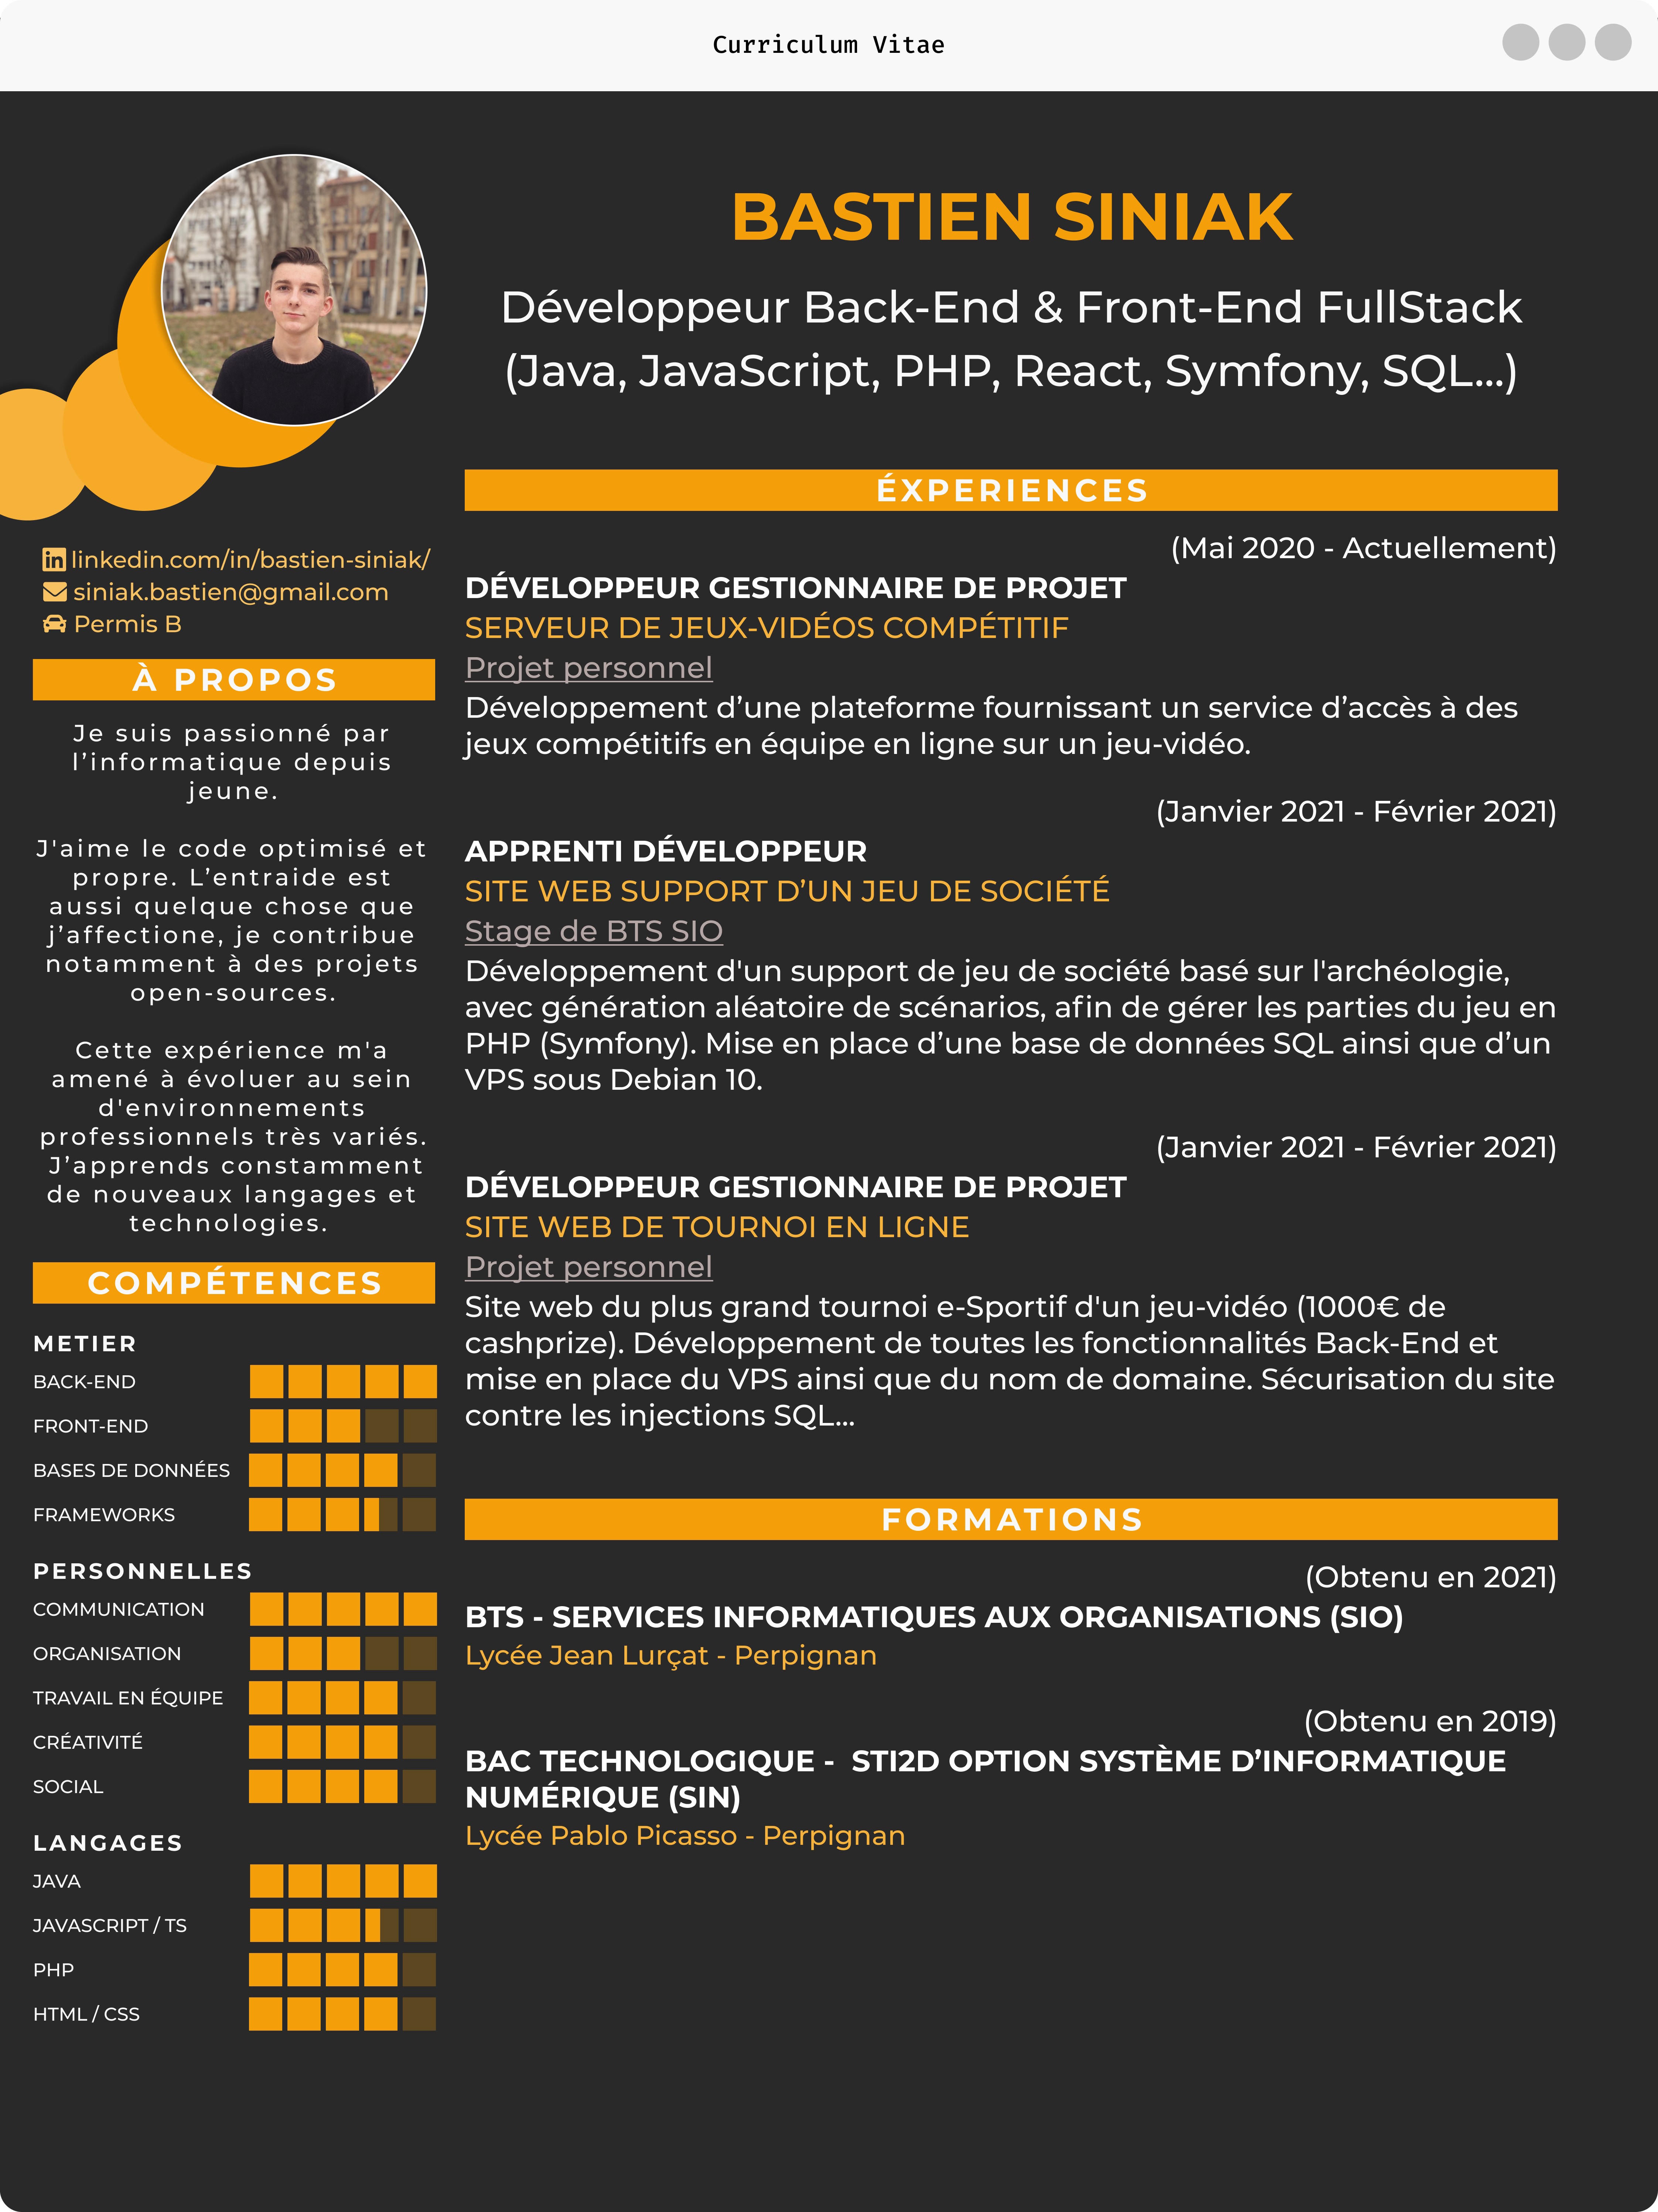 Curriculum Vitae
BASTIEN SINIAK
Développeur Back-End & Front-End FullStack
(Java, JavaScript, PHP, React, Symfony, SQL...)
linkedin.com/in/bastien-siniak/
siniak.bastien@gmail.com
Permis B
À PROPOS
Je suis passionné par
l’informatique depuis
jeune.
J'aime le code optimisé et
propre. L’entraide est
aussi quelque chose que
j’affectione, je contribue
notamment à des projets
open-sources.
Cette expérience m'a
amené à évoluer au sein
d'environnements
professionnels très variés.
J’apprends constamment
de nouveaux langages et
technologies.
COMPÉTENCES
METIER
BACK-END
FRONT-END
BASES DE DONNÉES
FRAMEWORKS
PERSONNELLES
COMMUNICATION
ORGANISATION
TRAVAIL EN ÉQUIPE
CRÉATIVITÉ
SOCIAL
LANGAGES
JAVA
JAVASCRIPT / TS
PHP
HTML / CSS
ÉXPERIENCES
(Mai 2020 - Actuellement)
DÉVELOPPEUR GESTIONNAIRE DE PROJET
SERVEUR DE JEUX-VIDÉOS COMPÉTITIF
Projet personnel
Développement d’une plateforme fournissant un service d’accès à des
jeux compétitifs en équipe en ligne sur un jeu-vidéo.
(Janvier 2021 - Février 2021)
APPRENTI DÉVELOPPEUR
SITE WEB SUPPORT D’UN JEU DE SOCIÉTÉ
Stage de BTS SIO
Développement d'un support de jeu de société basé sur l'archéologie,
avec génération aléatoire de scénarios, afin de gérer les parties du jeu en
PHP (Symfony). Mise en place d’une base de données SQL ainsi que d’un
VPS sous Debian 10.
(Janvier 2021 - Février 2021)
DÉVELOPPEUR GESTIONNAIRE DE PROJET
SITE WEB DE TOURNOI EN LIGNE
Projet personnel
Site web du plus grand tournoi e-Sportif d'un jeu-vidéo (1000€ de
cashprize). Développement de toutes les fonctionnalités Back-End et
mise en place du VPS ainsi que du nom de domaine. Sécurisation du site
contre les injections SQL...
FORMATIONS
(Obtenu en 2021)
BTS - SERVICES INFORMATIQUES AUX ORGANISATIONS (SIO)
Lycée Jean Lurçat - Perpignan
(Obtenu en 2019)
BAC TECHNOLOGIQUE -  STI2D OPTION SYSTÈME D’INFORMATIQUE
NUMÉRIQUE (SIN)
Lycée Pablo Picasso - Perpignan